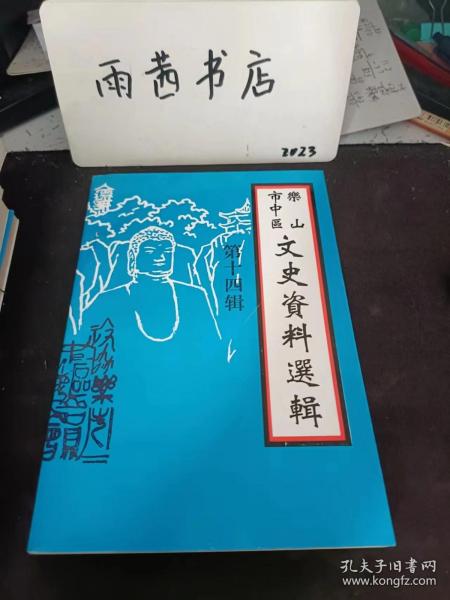 雨茜书店
2023
樂山
市中區
文史資料選輯
第十四辑
孔夫子旧书网
www.kongfz.com